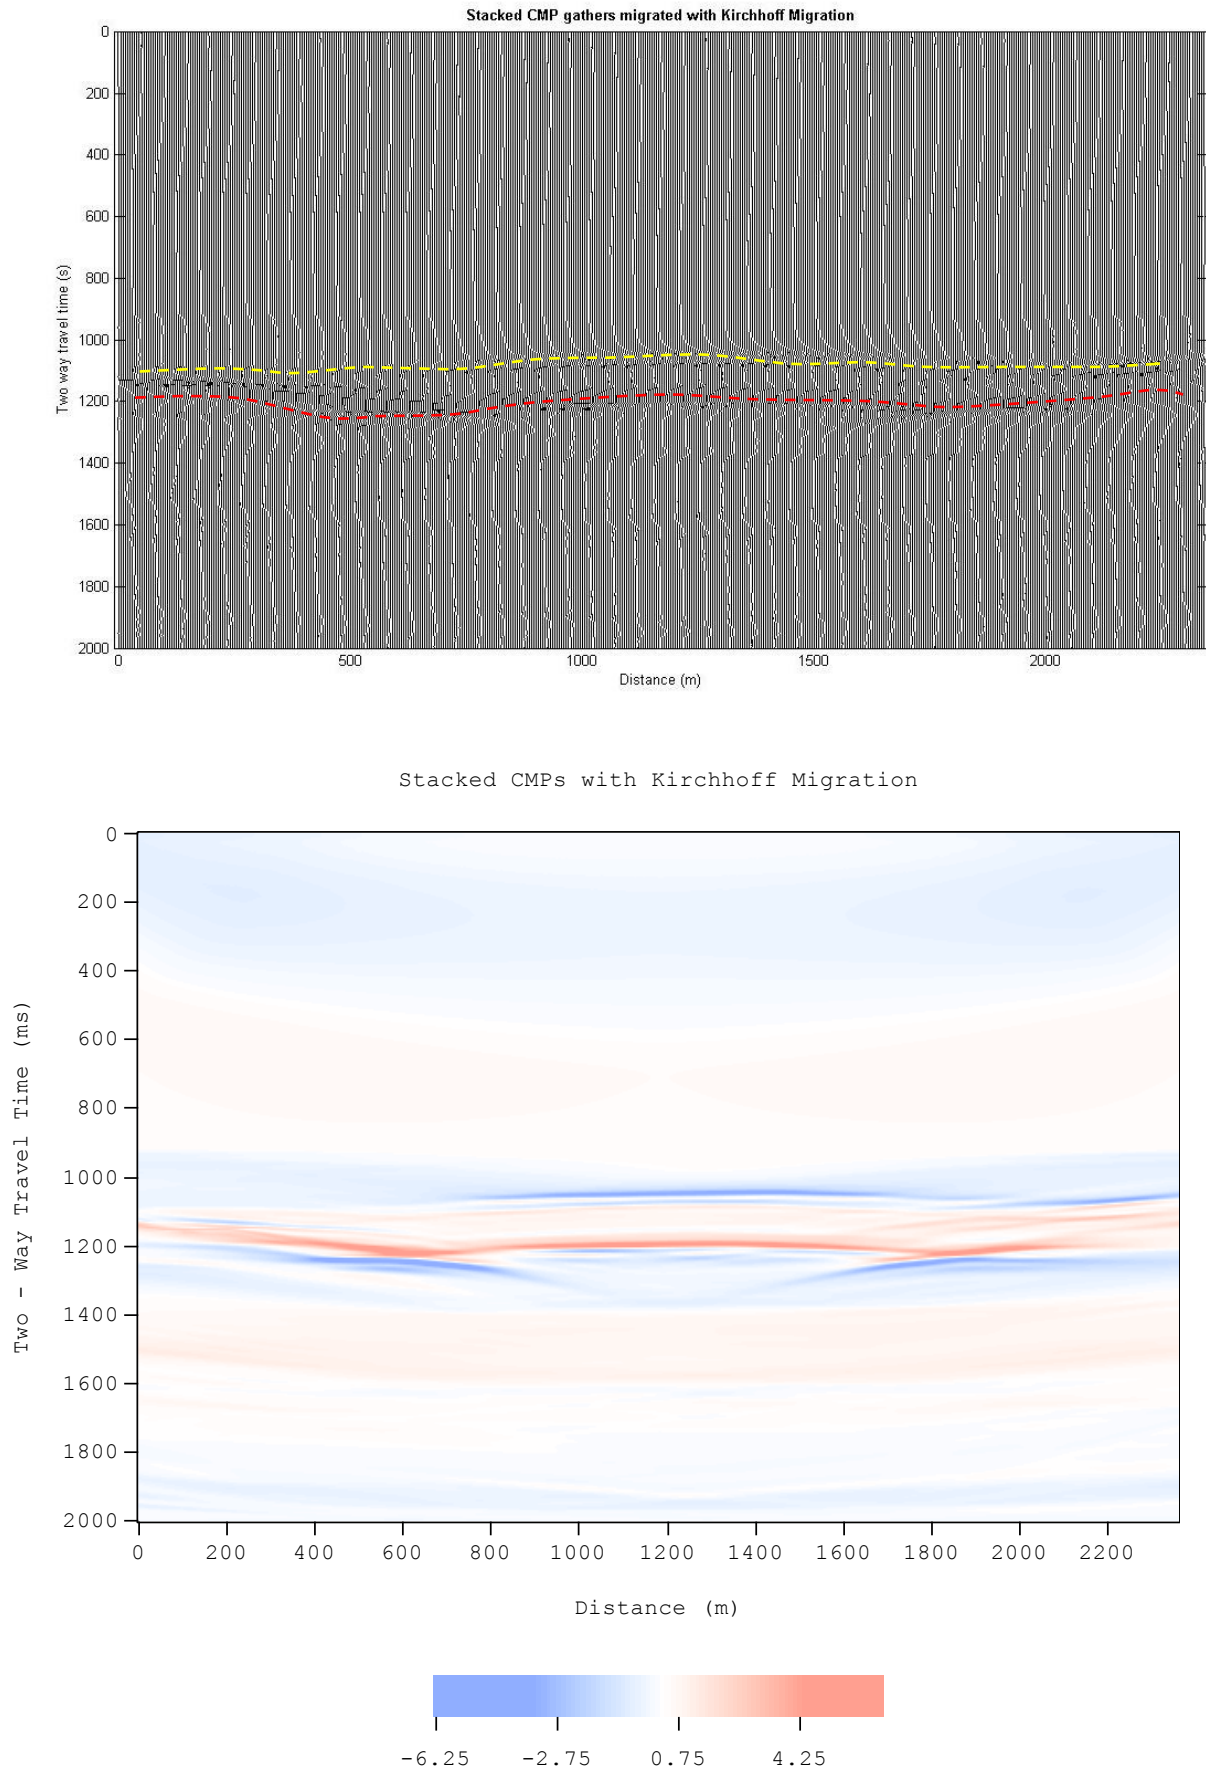 Stacked CMP gathers migrated with Kirchhoff Migration
0
200
400
600
800
1000
1200
1400
1600
1800
2000
Two way travel time (s)
0 500 1000 1500 2000
Distance (m)
Stacked CMPs with Kirchhoff Migration
0
200
400
600
800
1000
1200
1400
1600
1800
2000
Two - Way Travel Time (ms)
0 200 400 600 800 1000 1200 1400 1600 1800 2000 2200
Distance (m)
-6.25 -2.75 0.75 4.25